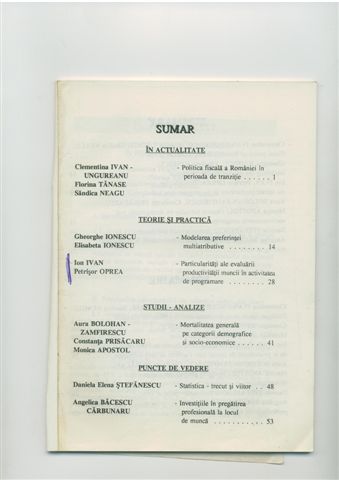 SUMAR
ÎN ACTUALITATE
Clementina IVAN - - Politica fiscală a României în
UNGUREANU perioada de tranziţie . . . . . . 1
Florina TĂNASE
Săndica NEAGU
TEORIE ŞI PRACTICĂ
Gheorghe IONESCU - Modelarea preferinţei
Elisabeta IONESCU multiatributive . . . . . . . . 14
Ion IVAN - Particularităţi ale evaluării
Petrişor OPREA productivităţii muncii în activitatea
de programare . . . . . . . . 28
STUDII - ANALIZE
Aura BOLOHAN - - Mortalitatea generală
ZAMFIRESCU pe categorii demografice
Constanţa PRISĂCARU şi socio-economice . . . . . . 41
Monica APOSTOL
PUNCTE DE VEDERE
Daniela Elena ŞTEFĂNESCU - Statistica - trecut şi viitor . . 48
Angelica BĂCESCU - Investiţiile în pregătirea
CĂRBUNARU profesională la locul
de muncă . . . . . . . . . . 53